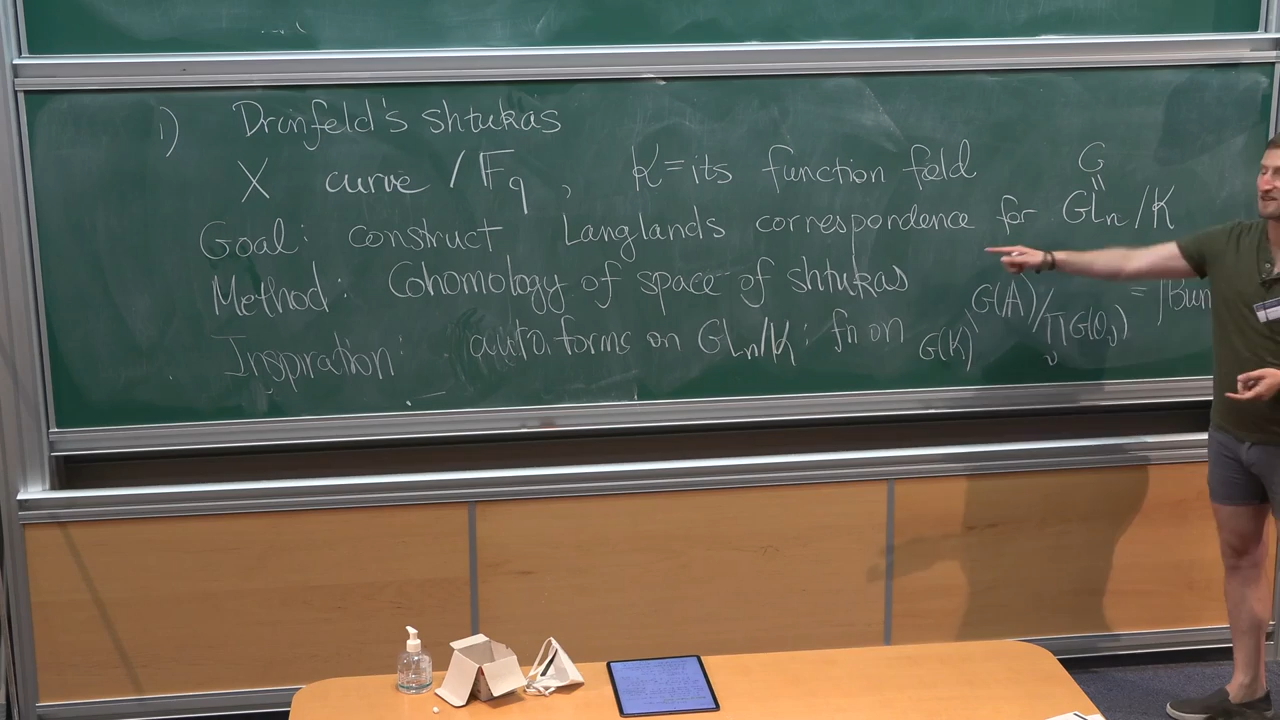 1) Drinfeld's shtukas
X curve / F_q , K = its function field
G
=
Goal: construct Langlands correspondence for GL_n / K
Method: Cohomology of space of shtukas
Inspiration: auto. forms on GL_n/K : fn on G(K)\G(A)/∏_v G(O_v) = |Bun